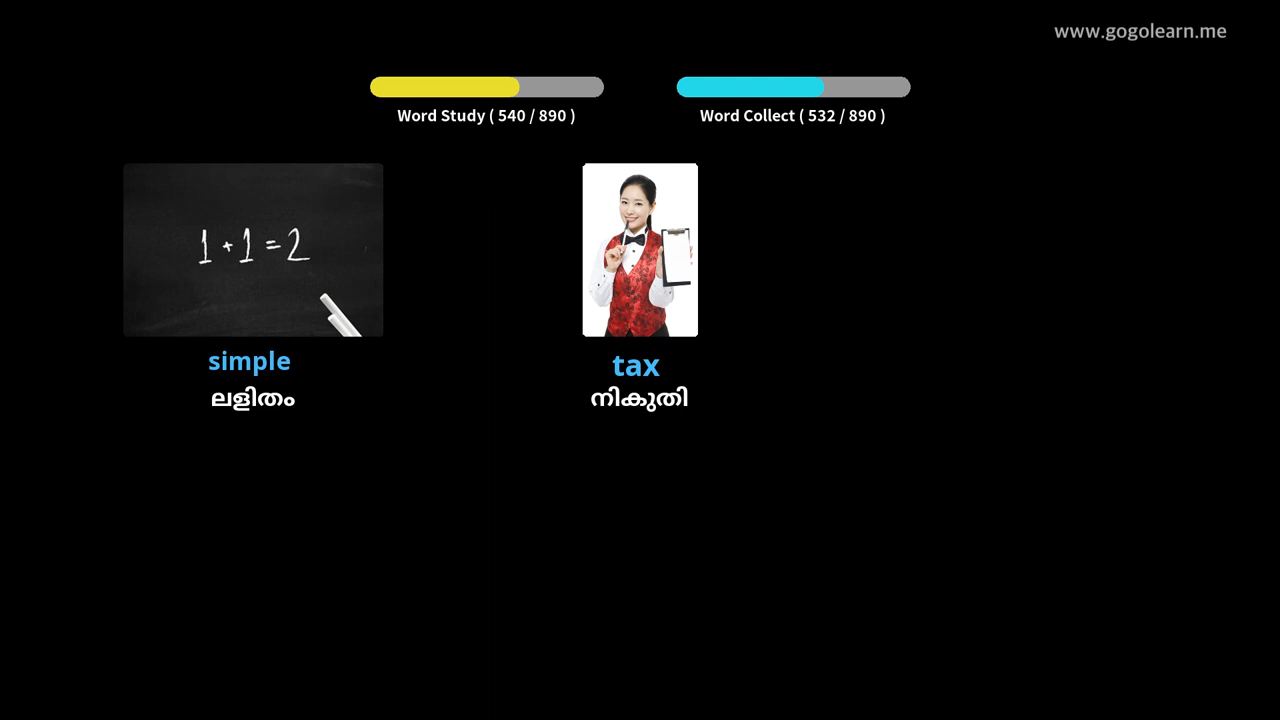 www.gogolearn.me
Word Study ( 540 / 890 )
Word Collect ( 532 / 890 )
1 + 1 = 2
simple
ലളിതം
tax
നികുതി